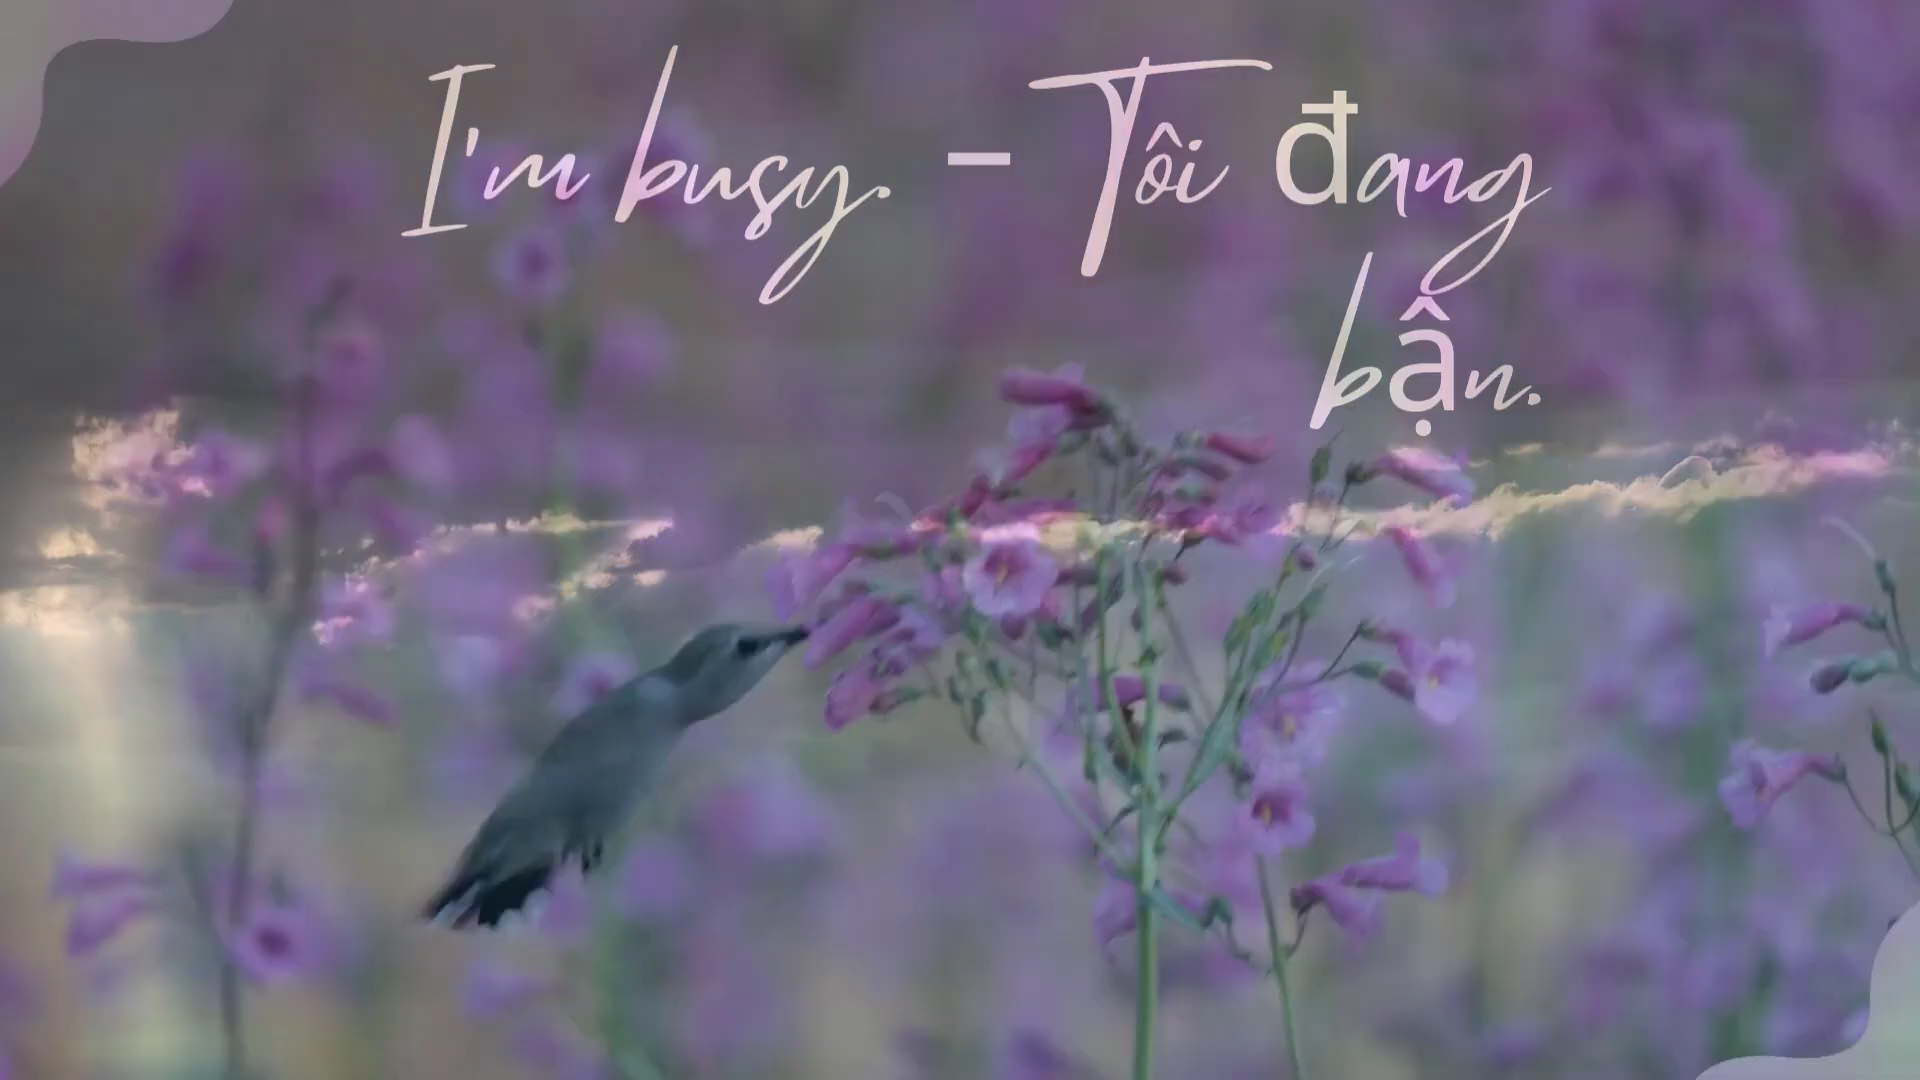 I'm busy. – Tôi đang
bận.